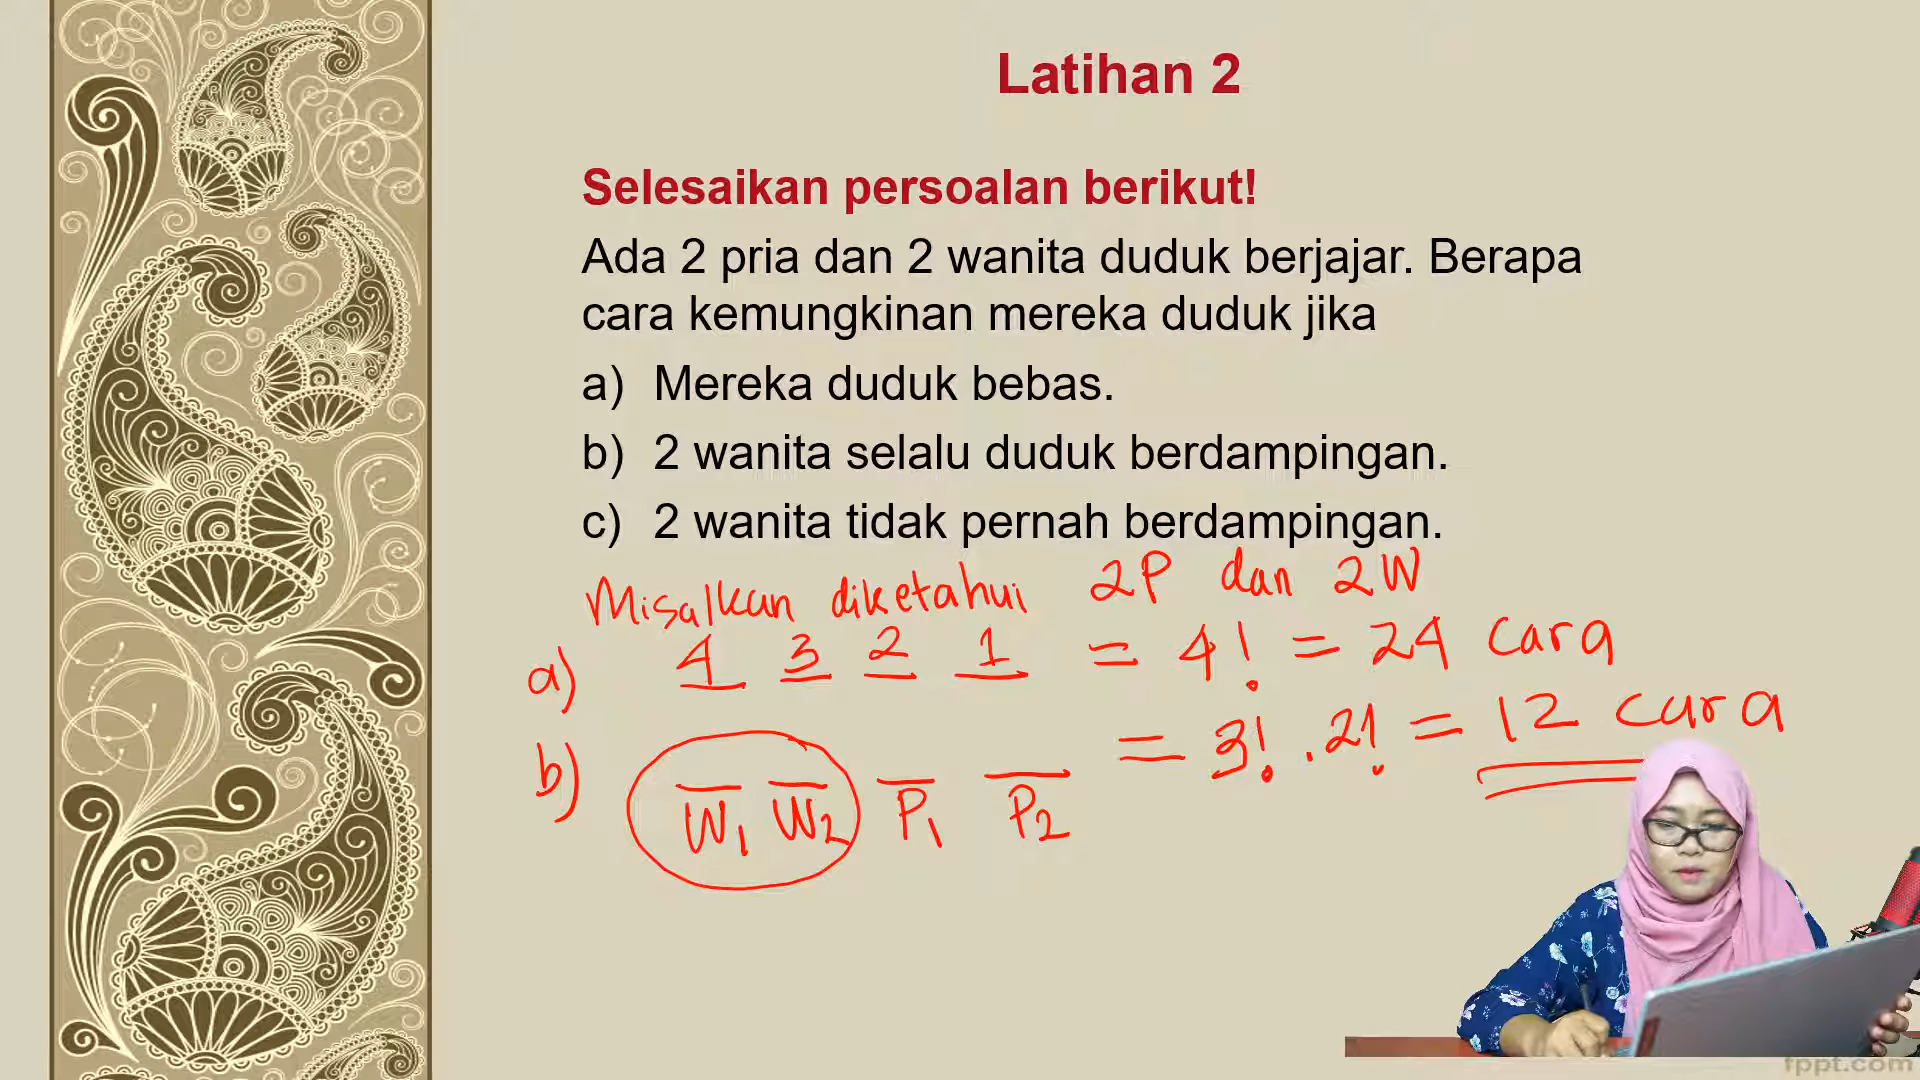 Latihan 2
Selesaikan persoalan berikut!
Ada 2 pria dan 2 wanita duduk berjajar. Berapa
cara kemungkinan mereka duduk jika
a) Mereka duduk bebas.
b) 2 wanita selalu duduk berdampingan.
c) 2 wanita tidak pernah berdampingan.
Misalkan diketahui 2P dan 2W
a) 4 3 2 1 = 4! = 24 cara
b) W1 W2 P1 P2 = 3! . 2! = 12 cara
fppt.com